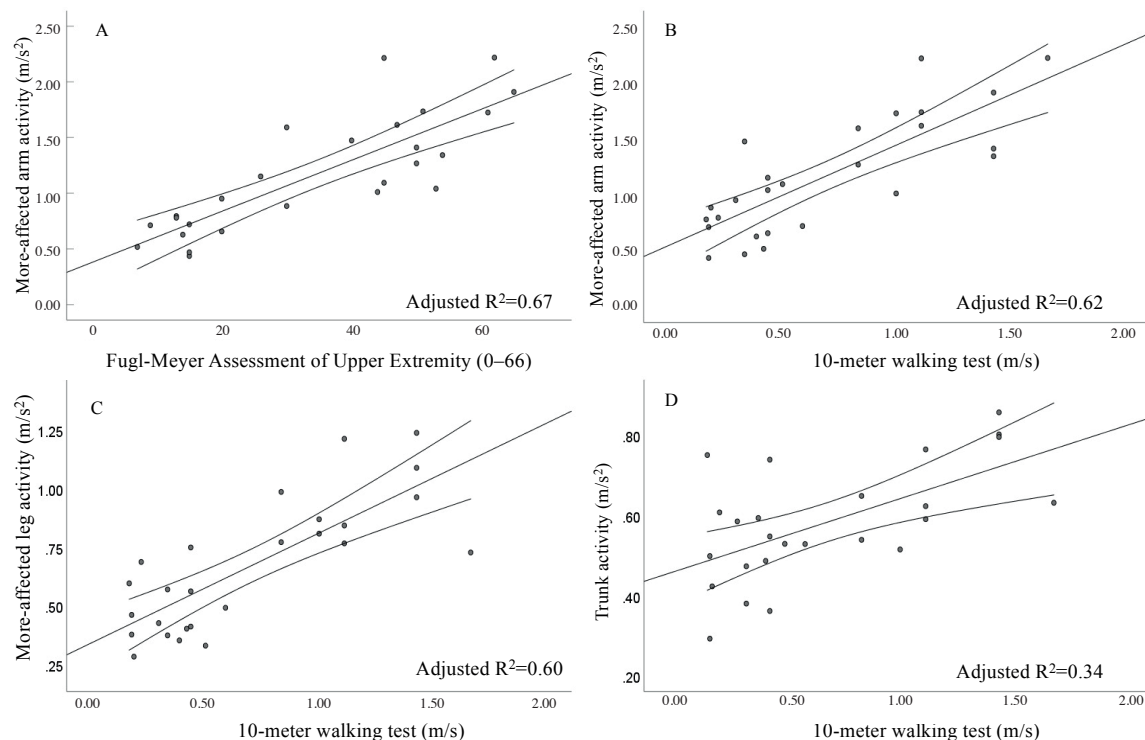 A
More-affected arm activity (m/s²)
2.50
2.00
1.50
1.00
0.50
0.00
Adjusted R²=0.67
0 20 40 60
Fugl-Meyer Assessment of Upper Extremity (0–66)
B
More-affected arm activity (m/s²)
2.50
2.00
1.50
1.00
0.50
0.00
Adjusted R²=0.62
0.00 0.50 1.00 1.50 2.00
10-meter walking test (m/s)
C
More-affected leg activity (m/s²)
1.25
1.00
.75
.50
.25
Adjusted R²=0.60
0.00 0.50 1.00 1.50 2.00
10-meter walking test (m/s)
D
Trunk activity (m/s²)
.80
.60
.40
.20
Adjusted R²=0.34
0.00 0.50 1.00 1.50 2.00
10-meter walking test (m/s)